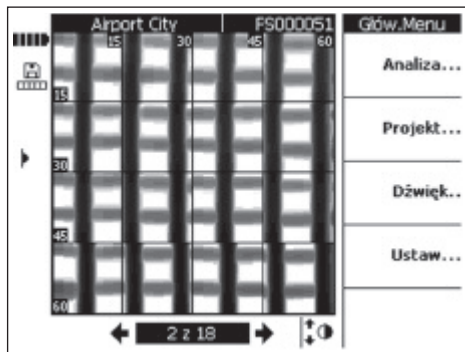 Airport City FS000051 Głów.Menu
15 30 45 60
Analiza...
15
Projekt...
30
Dźwięk..
45
Ustaw...
60
2 z 18